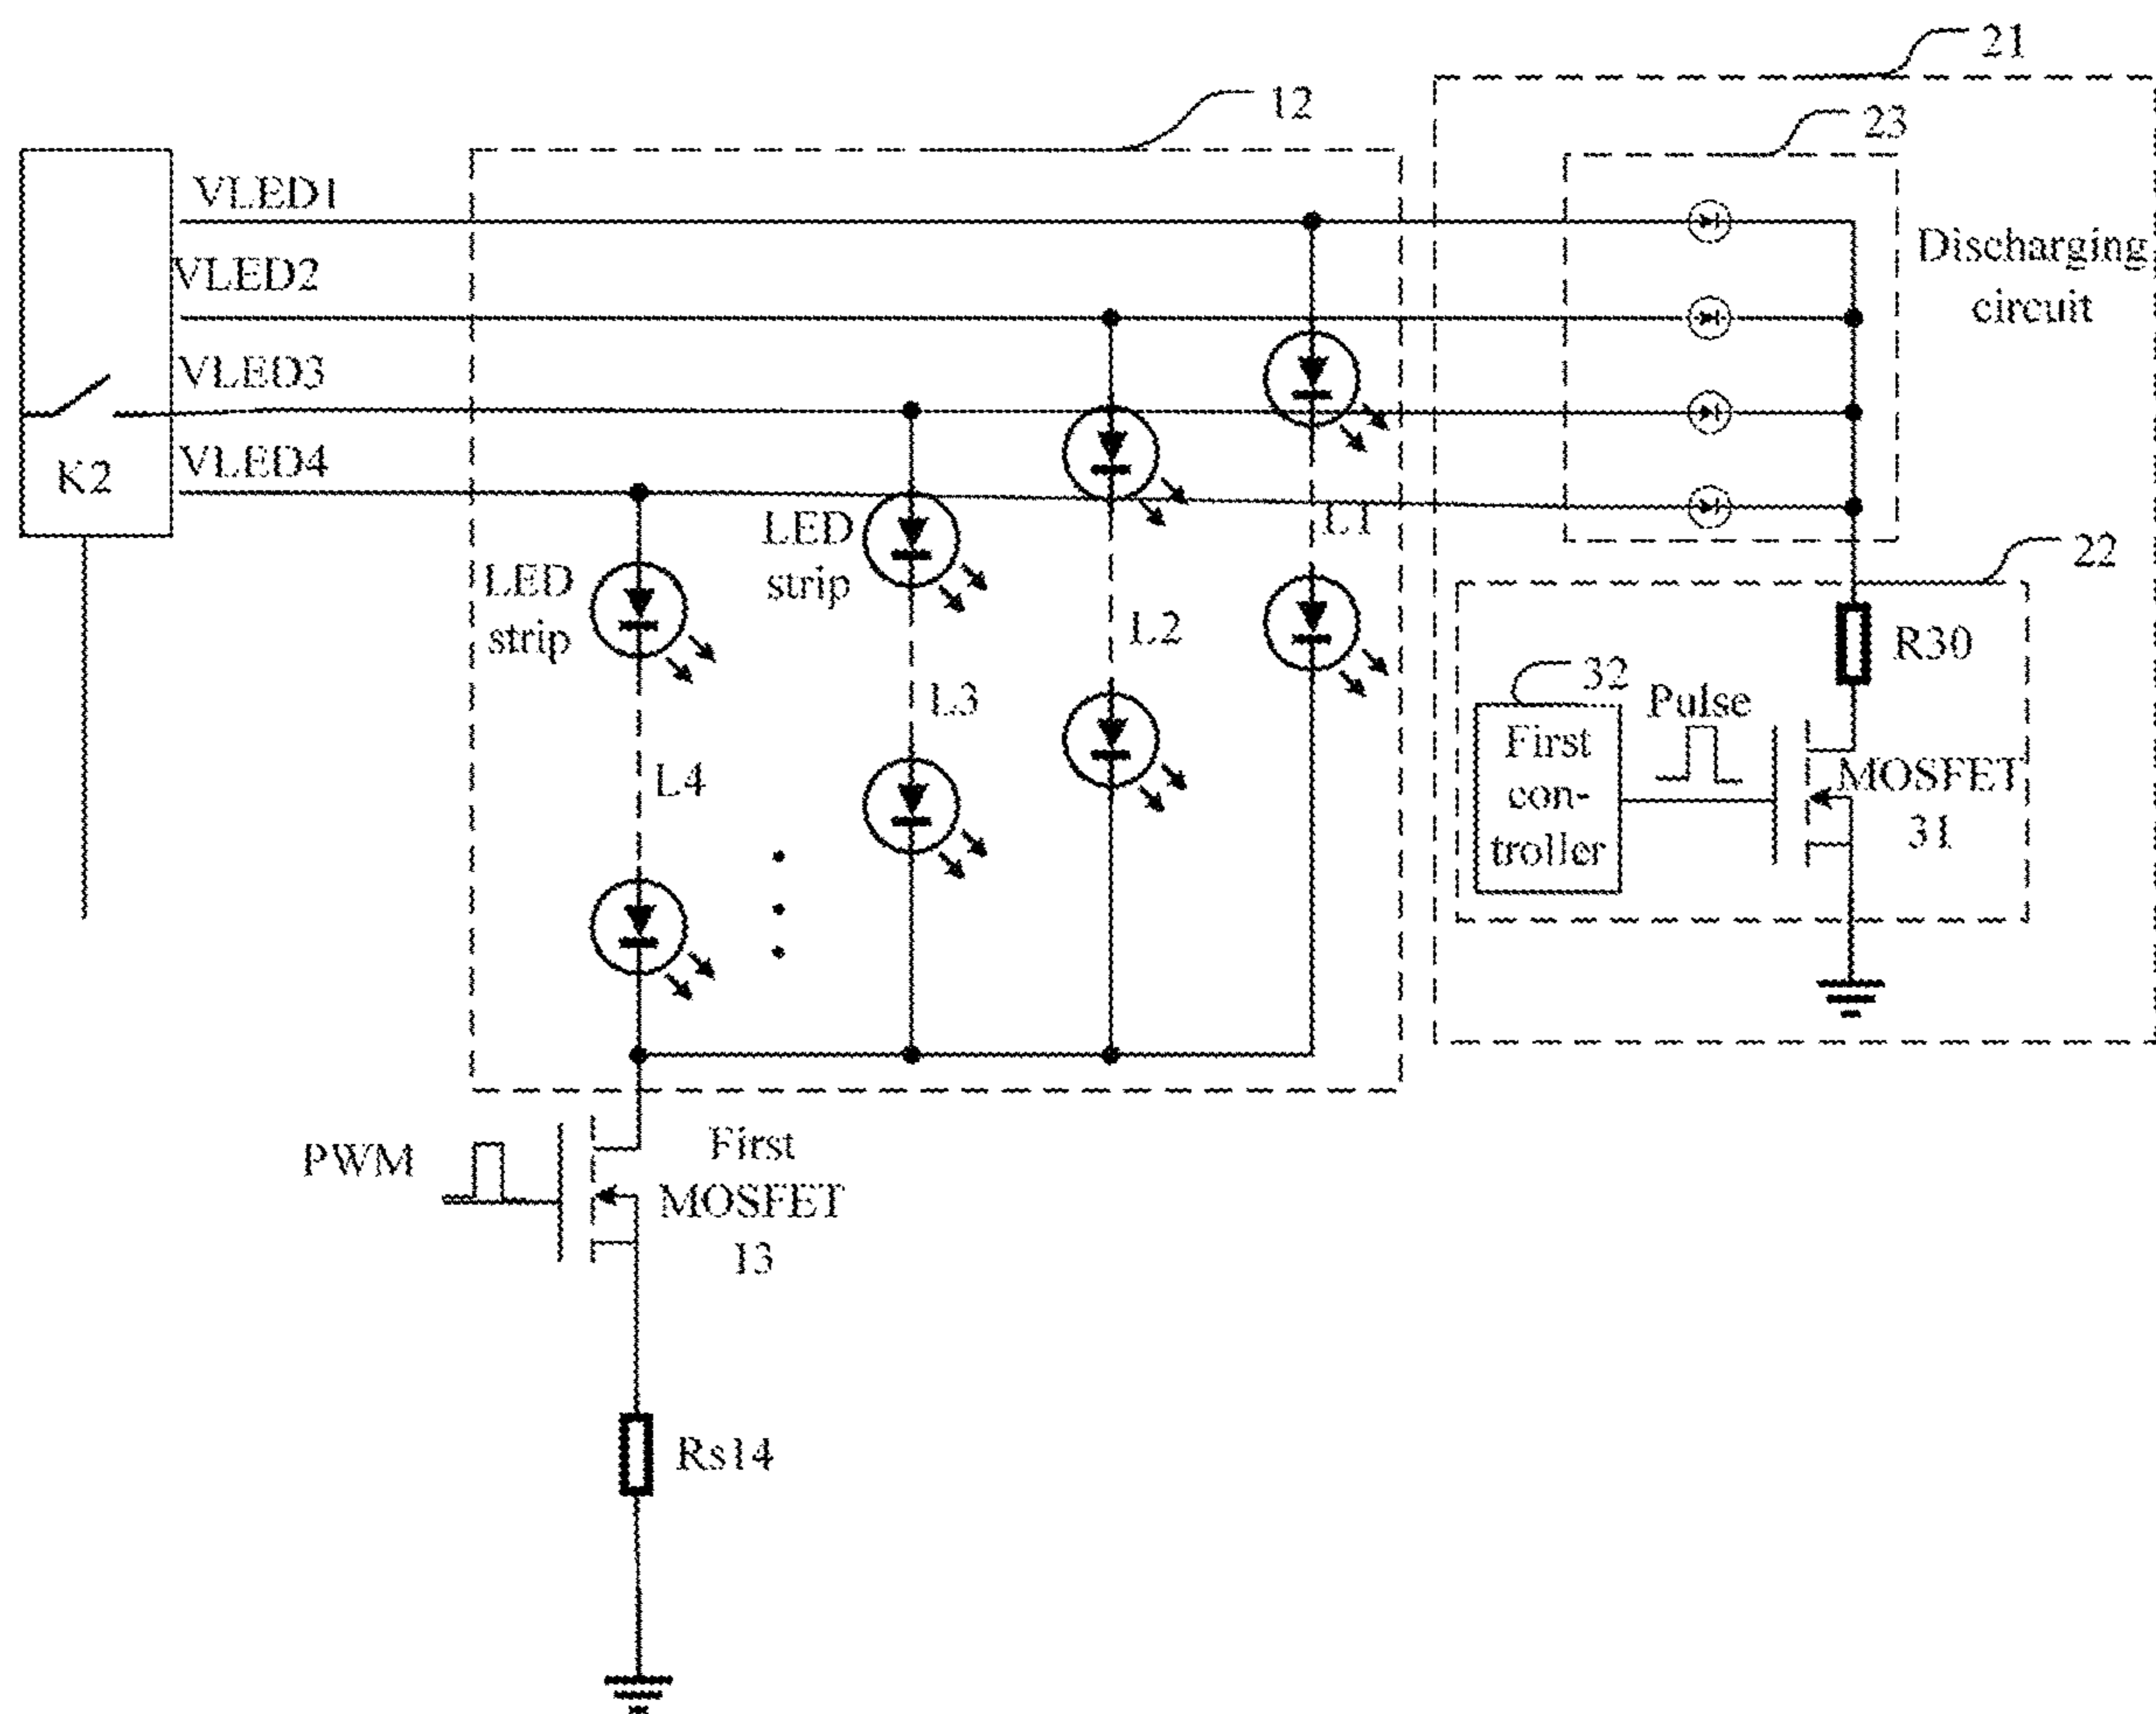 21
12
23
VLED1
VLED2
VLED3
VLED4
K2
Discharging
circuit
22
LED
strip
LED
strip
L1
L2
L3
L4
R30
32
Pulse
First
con-
troller
MOSFET
31
PWM
First
MOSFET
13
Rs14